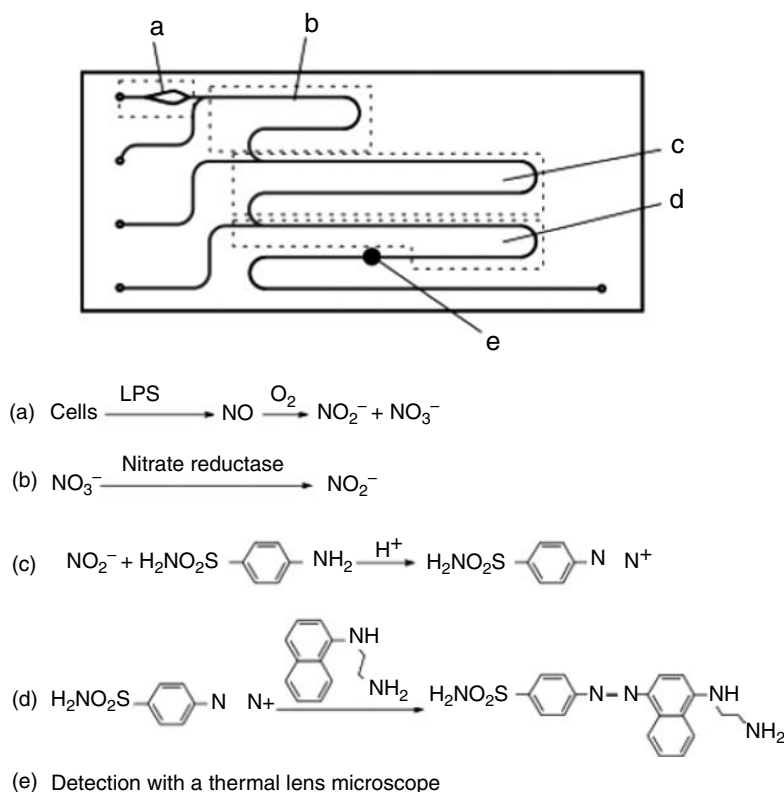 a
b
c
d
e
LPS O₂
(a) Cells NO NO₂⁻ + NO₃⁻
Nitrate reductase
(b) NO₃⁻ NO₂⁻
(c) NO₂⁻ + H₂NO₂S NH₂ H⁺ H₂NO₂S N N⁺
NH
NH₂
(d) H₂NO₂S N N+ H₂NO₂S N=N NH
NH₂
(e) Detection with a thermal lens microscope